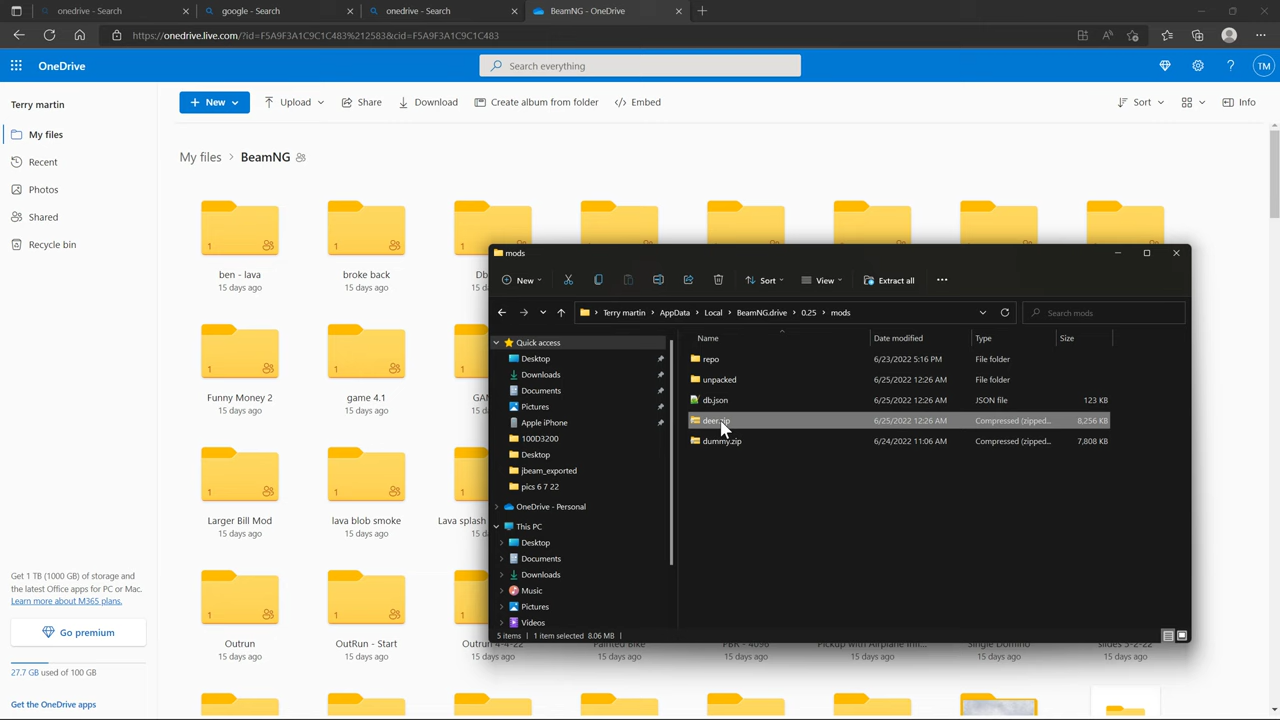 onedrive - Search
google - Search
onedrive - Search
BeamNG - OneDrive
https://onedrive.live.com/?id=F5A9F3A1C9C1C483%212583&cid=F5A9F3A1C9C1C483
OneDrive
Search everything
TM
Terry martin
My files
Recent
Photos
Shared
Recycle bin
Get 1 TB (1000 GB) of storage and
the latest Office apps for PC or Mac.
Learn more about M365 plans.
Go premium
27.7 GB used of 100 GB
Get the OneDrive apps
New
Upload
Share
Download
Create album from folder
Embed
Sort
Info
My files > BeamNG
1
ben - lava
15 days ago
1
broke back
15 days ago
1
Funny Money 2
15 days ago
1
game 4.1
15 days ago
1
Larger Bill Mod
15 days ago
1
lava blob smoke
15 days ago
Lava splash
15 days ago
1
Outrun
15 days ago
1
OutRun - Start
15 days ago
Outrun 4-4-22
15 days ago
Painted Bike
15 days ago
PBR - 4096
15 days ago
Pickup with Airplane
15 days ago
Single Domino
15 days ago
Slides 5-2-22
15 days ago
mods
New
Sort
View
Extract all
Terry martin > AppData > Local > BeamNG.drive > 0.25 > mods
Search mods
Quick access
Desktop
Downloads
Documents
Pictures
Apple iPhone
100D3200
Desktop
jbeam_exported
pics 6 7 22
OneDrive - Personal
This PC
Desktop
Documents
Downloads
Music
Pictures
Videos
Name Date modified Type Size
repo 6/23/2022 5:16 PM File folder
unpacked 6/25/2022 12:26 AM File folder
db.json 6/25/2022 12:26 AM JSON file 123 KB
deer.zip 6/25/2022 12:26 AM Compressed (zipped... 8,256 KB
dummy.zip 6/24/2022 11:06 AM Compressed (zipped... 7,808 KB
5 items 1 item selected 8.06 MB